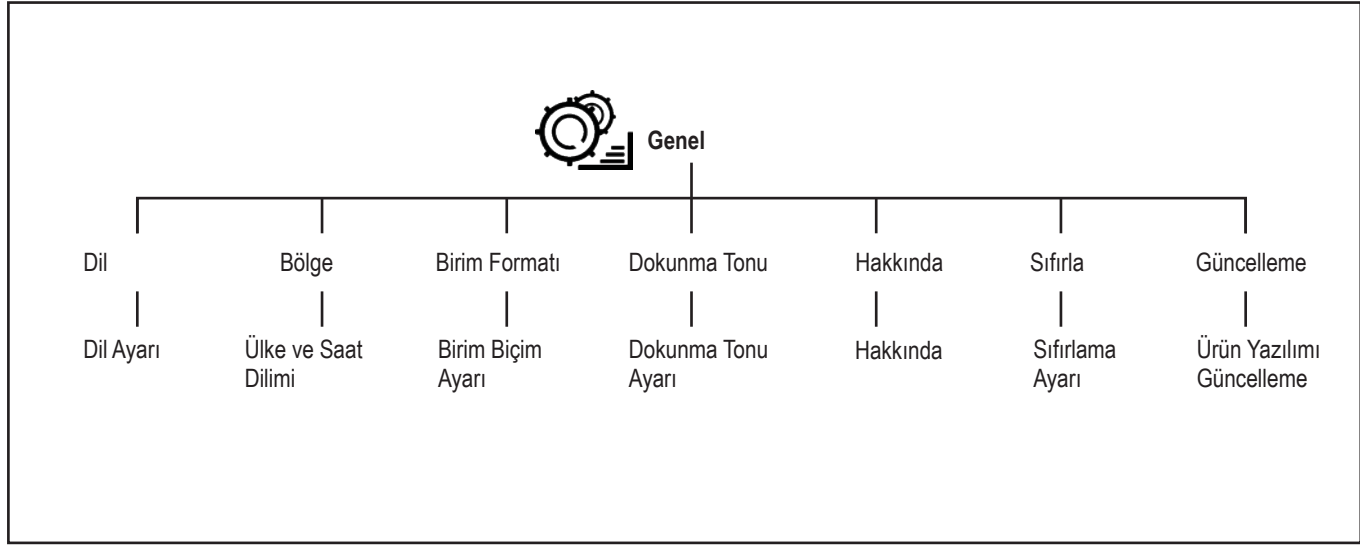 Genel
Dil
Bölge
Birim Formatı
Dokunma Tonu
Hakkında
Sıfırla
Güncelleme
Dil Ayarı
Ülke ve Saat
Dilimi
Birim Biçim
Ayarı
Dokunma Tonu
Ayarı
Hakkında
Sıfırlama
Ayarı
Ürün Yazılımı
Güncelleme